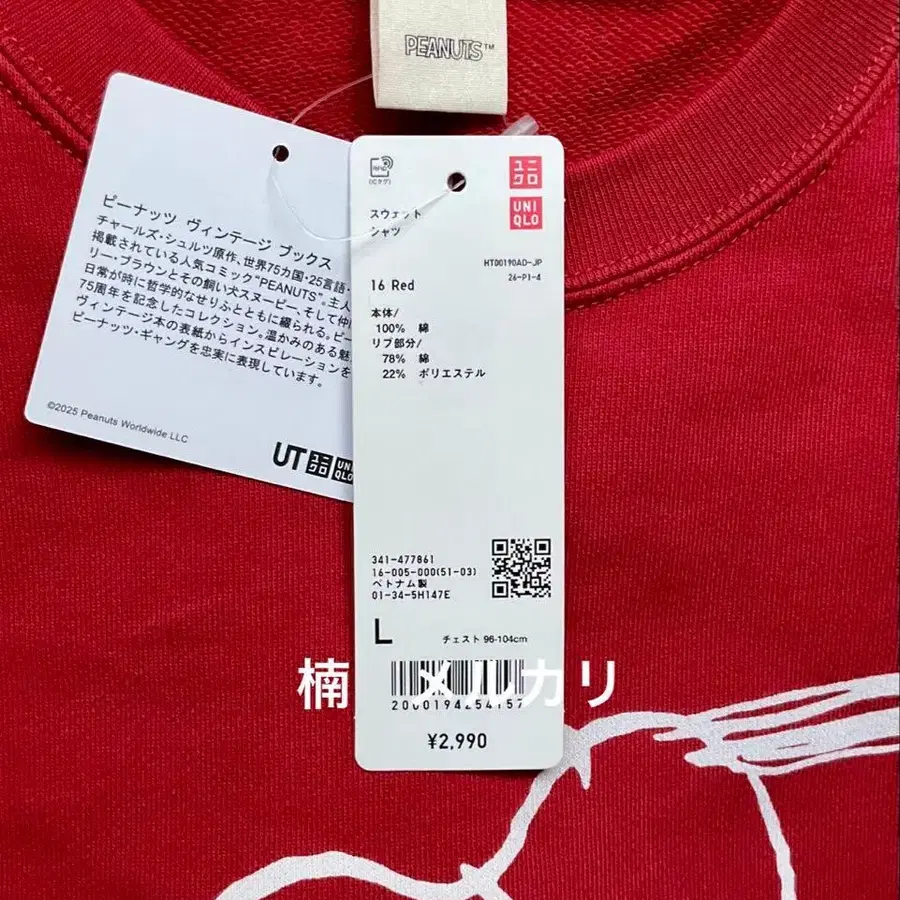 PEANUTS™
ピーナッツ ヴィンテージ ブックス
チャールズ・シュルツ原作、世界75カ国・25言語・
掲載されている人気コミック"PEANUTS"。主人
リー・ブラウンとその飼い犬スヌーピー、そして仲
日常が時に哲学的なせりふとともに綴られる。ピー
75周年を記念したコレクション。温かみのある魅
ヴィンテージ本の表紙からインスピレーションを
ピーナッツ・ギャングを忠実に表現しています。
©2025 Peanuts Worldwide LLC
UT ユニクロ UNIQLO
RFID
(ICタグ)
ユニ
クロ
UNI
QLO
スウェット
シャツ
HT00190AD-JP
26-P1-4
16 Red
本体/
100% 綿
リブ部分/
78% 綿
22% ポリエステル
341-477861
16-005-000(51-03)
ベトナム製
01-34-5H147E
L チェスト 96-104cm
楠 メルカリ
2000194254157
¥2,990